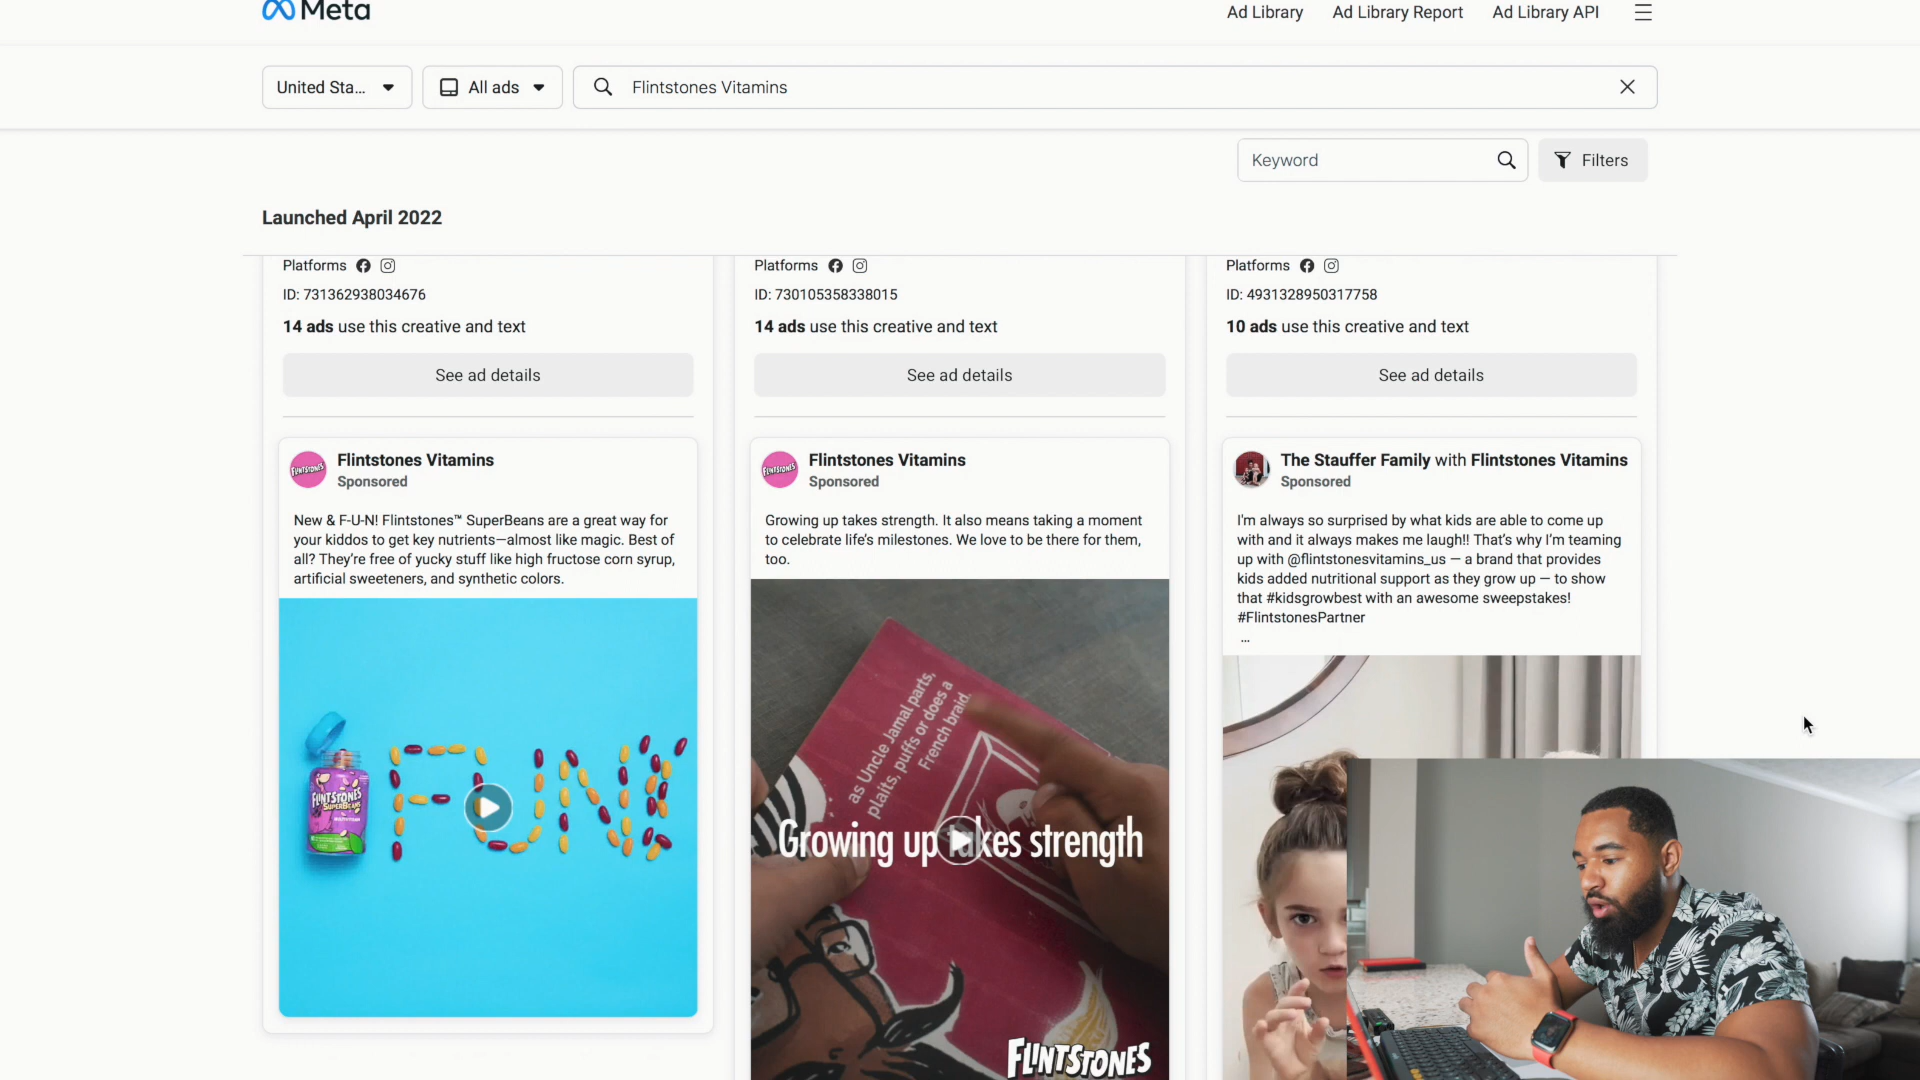 Meta
Ad Library
Ad Library Report
Ad Library API
United Sta...
All ads
Flintstones Vitamins
Keyword
Filters
Launched April 2022
Platforms
ID: 731362938034676
14 ads use this creative and text
See ad details
Flintstones Vitamins
Sponsored
New & F-U-N! Flintstones™ SuperBeans are a great way for
your kiddos to get key nutrients—almost like magic. Best of
all? They're free of yucky stuff like high fructose corn syrup,
artificial sweeteners, and synthetic colors.
FLINTSTONES
SUPERBEANS
FUN!
Platforms
ID: 730105358338015
14 ads use this creative and text
See ad details
Flintstones Vitamins
Sponsored
Growing up takes strength. It also means taking a moment
to celebrate life's milestones. We love to be there for them,
too.
as Uncle Jamal parts,
plaits, puffs or does a
French braid.
Growing up takes strength
FLINTSTONES
Platforms
ID: 4931328950317758
10 ads use this creative and text
See ad details
The Stauffer Family with Flintstones Vitamins
Sponsored
I'm always so surprised by what kids are able to come up
with and it always makes me laugh!! That's why I'm teaming
up with @flintstonesvitamins_us — a brand that provides
kids added nutritional support as they grow up — to show
that #kidsgrowbest with an awesome sweepstakes!
#FlintstonesPartner
...